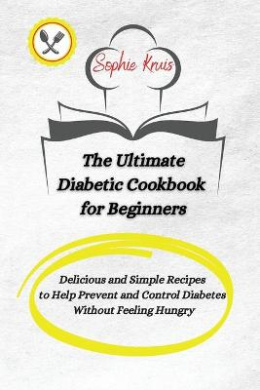 Sophie Kruis
The Ultimate
Diabetic Cookbook
for Beginners
Delicious and Simple Recipes
to Help Prevent and Control Diabetes
Without Feeling Hungry